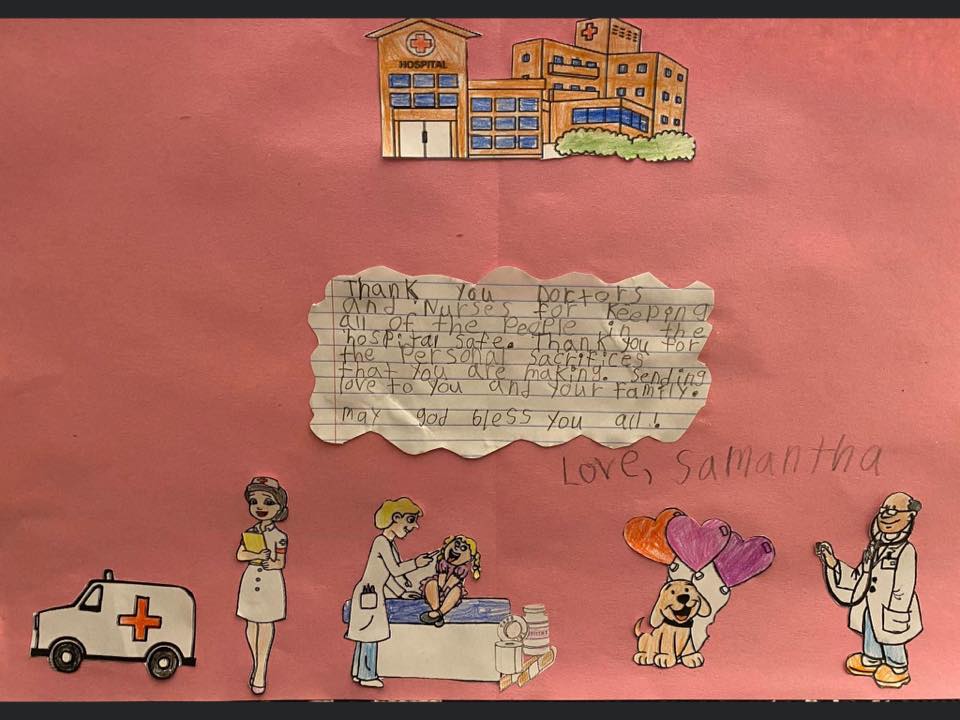 HOSPITAL
Thank you Doctors
and Nurses for keeping
all of the people in the
hospital safe. Thank you for
the personal sacrifices
that you are making. Sending
love to you and your family.
may god bless you all!
Love, Samantha